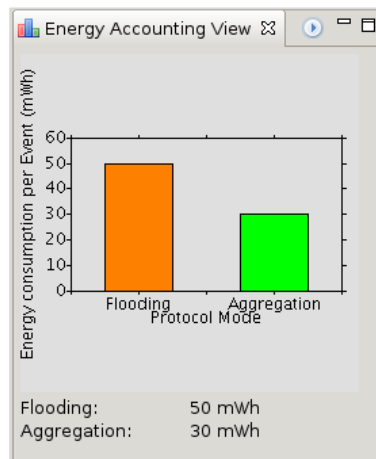 Energy Accounting View
Energy consumption per Event (mWh)
60
50
40
30
20
10
0
Flooding
Aggregation
Protocol Mode
Flooding: 50 mWh
Aggregation: 30 mWh